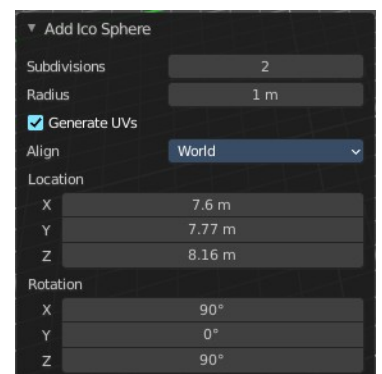 Add Ico Sphere
Subdivisions 2
Radius 1 m
Generate UVs
Align World
Location
X 7.6 m
Y 7.77 m
Z 8.16 m
Rotation
X 90°
Y 0°
Z 90°